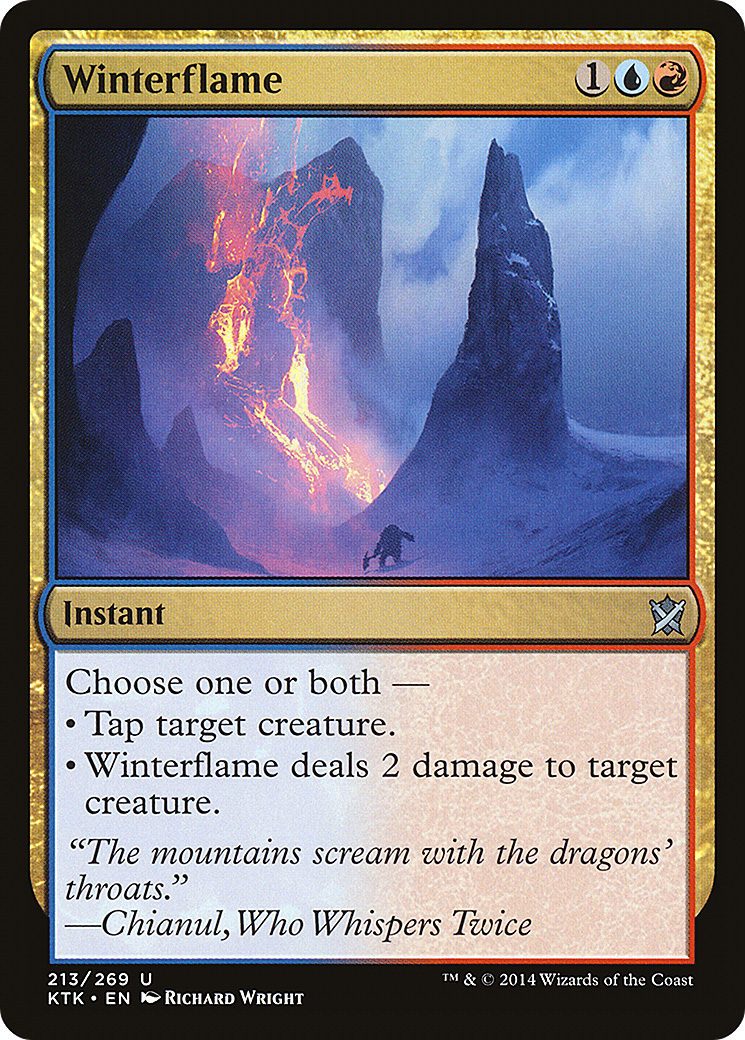 Winterflame 1
Instant
Choose one or both —
• Tap target creature.
• Winterflame deals 2 damage to target
creature.
“The mountains scream with the dragons’
throats.”
—Chianul, Who Whispers Twice
213/269 U
™ & © 2014 Wizards of the Coast
KTK • EN Richard Wright